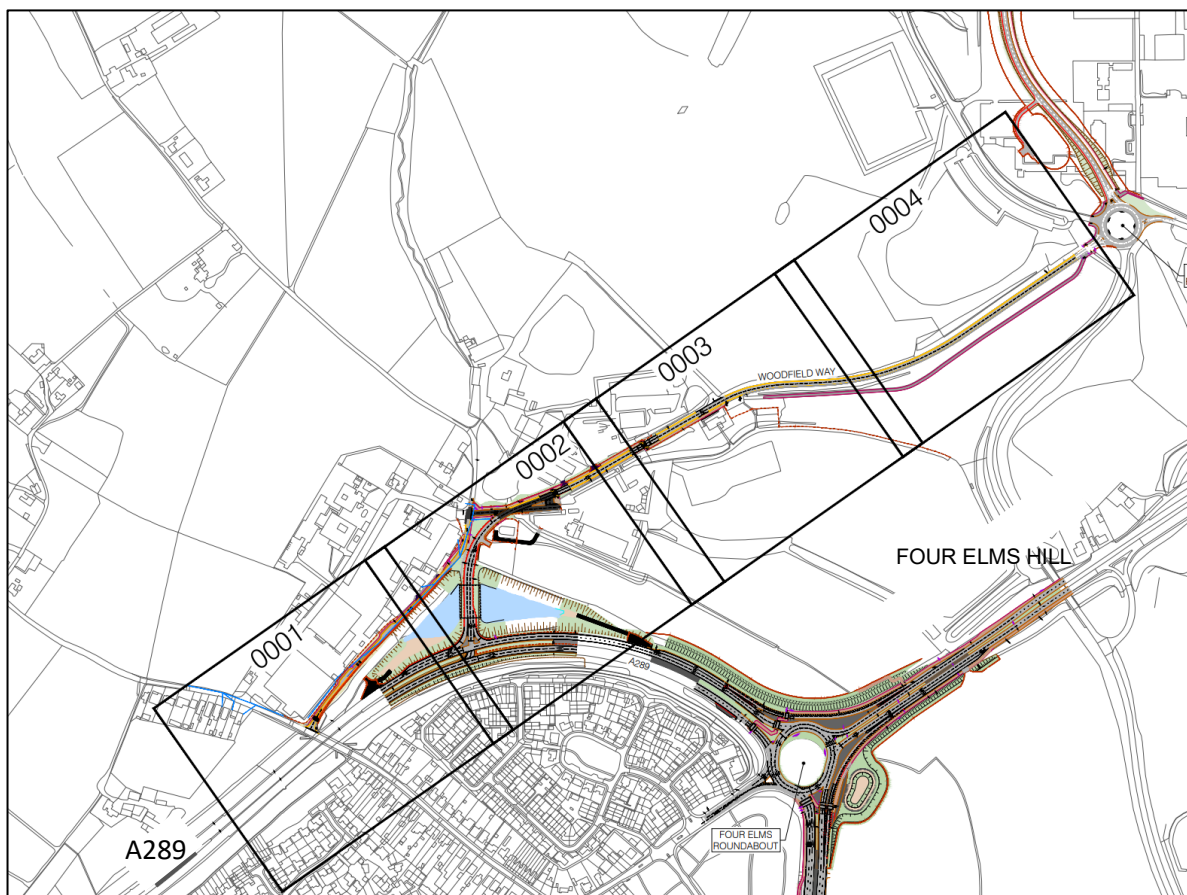 0004
0003
WOODFIELD WAY
0002
FOUR ELMS HILL
0001
A289
FOUR ELMS
ROUNDABOUT
A289